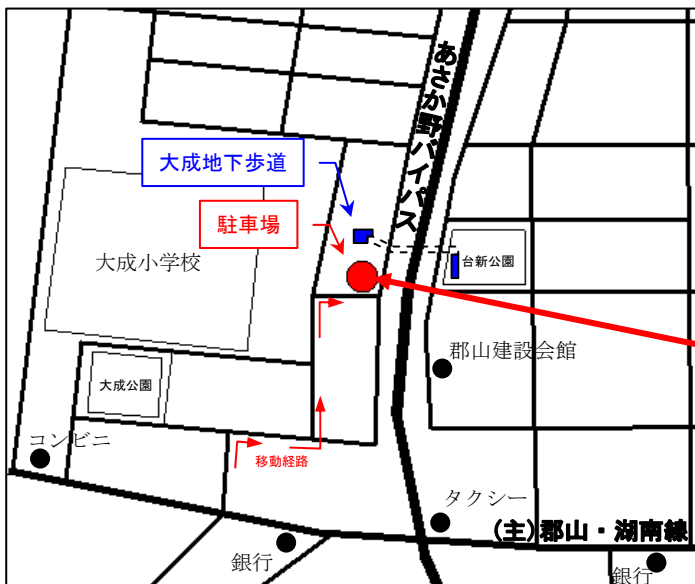 あさか野バイパス
大成地下歩道
駐車場
大成小学校
台新公園
郡山建設会館
大成公園
コンビニ
移動経路
タクシー
(主)郡山・湖南線
銀行
銀行